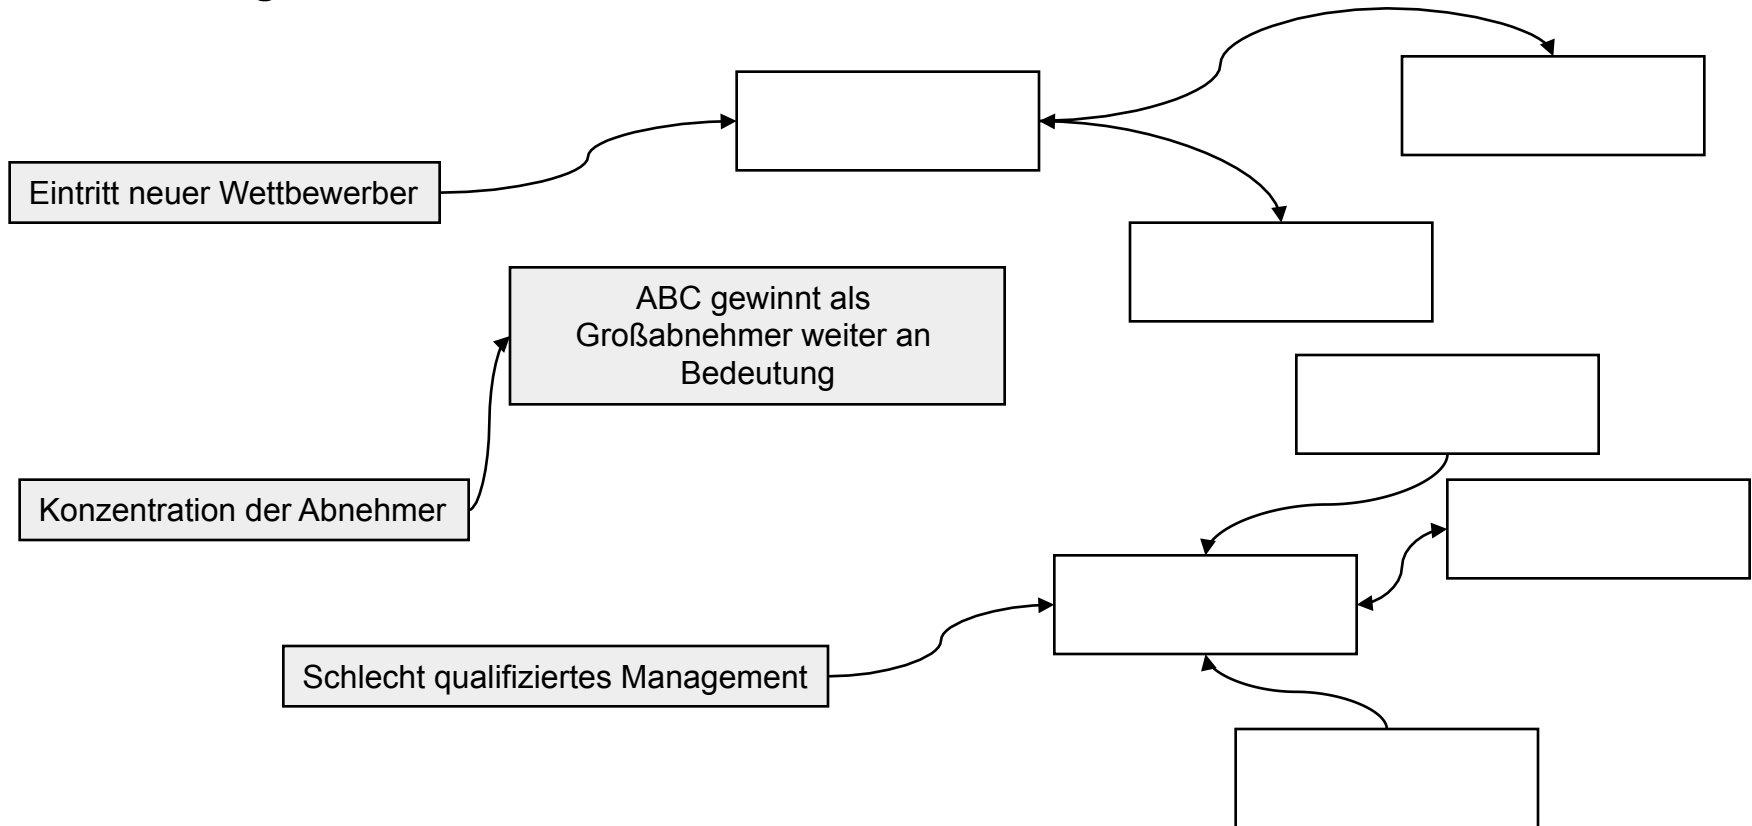 Eintritt neuer Wettbewerber
ABC gewinnt als
Großabnehmer weiter an
Bedeutung
Konzentration der Abnehmer
Schlecht qualifiziertes Management